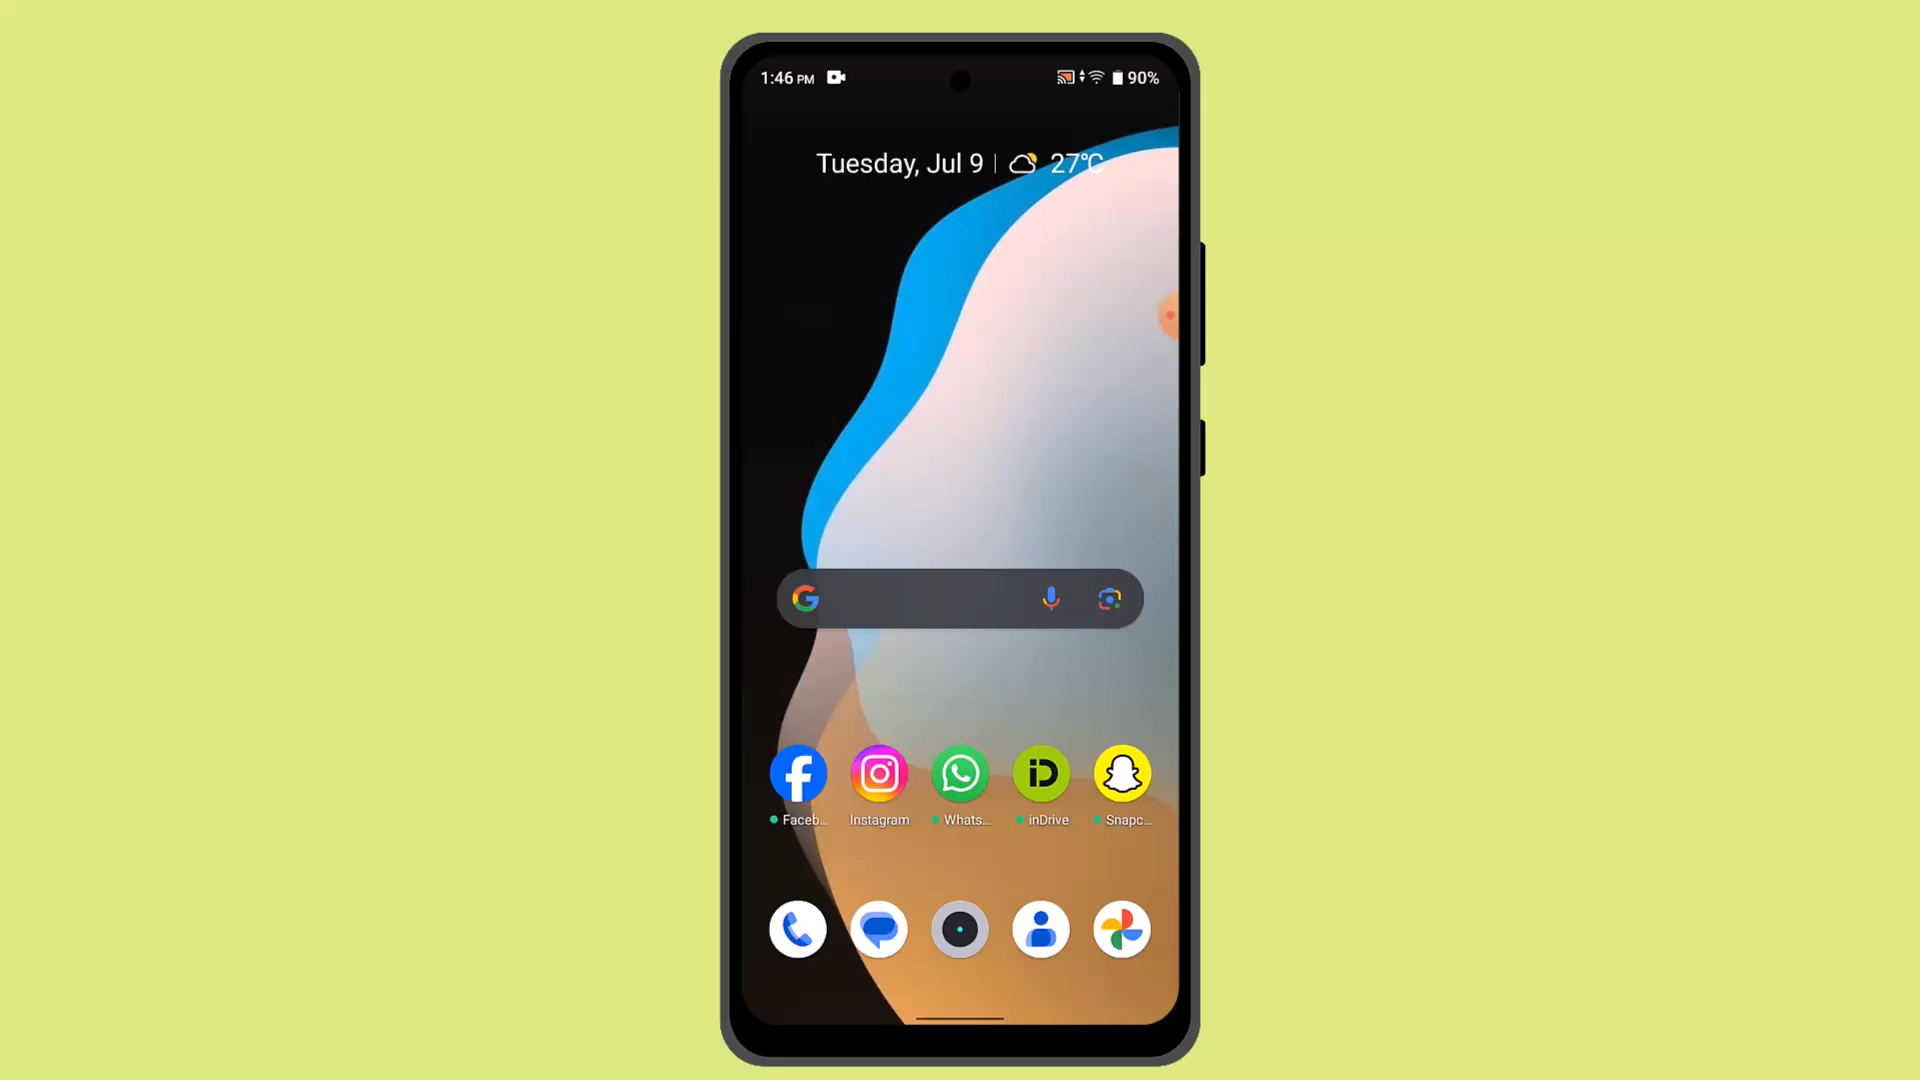 1:46 PM 90%
Tuesday, Jul 9 | 27°C
Faceb... Instagram Whats... inDrive Snapc...